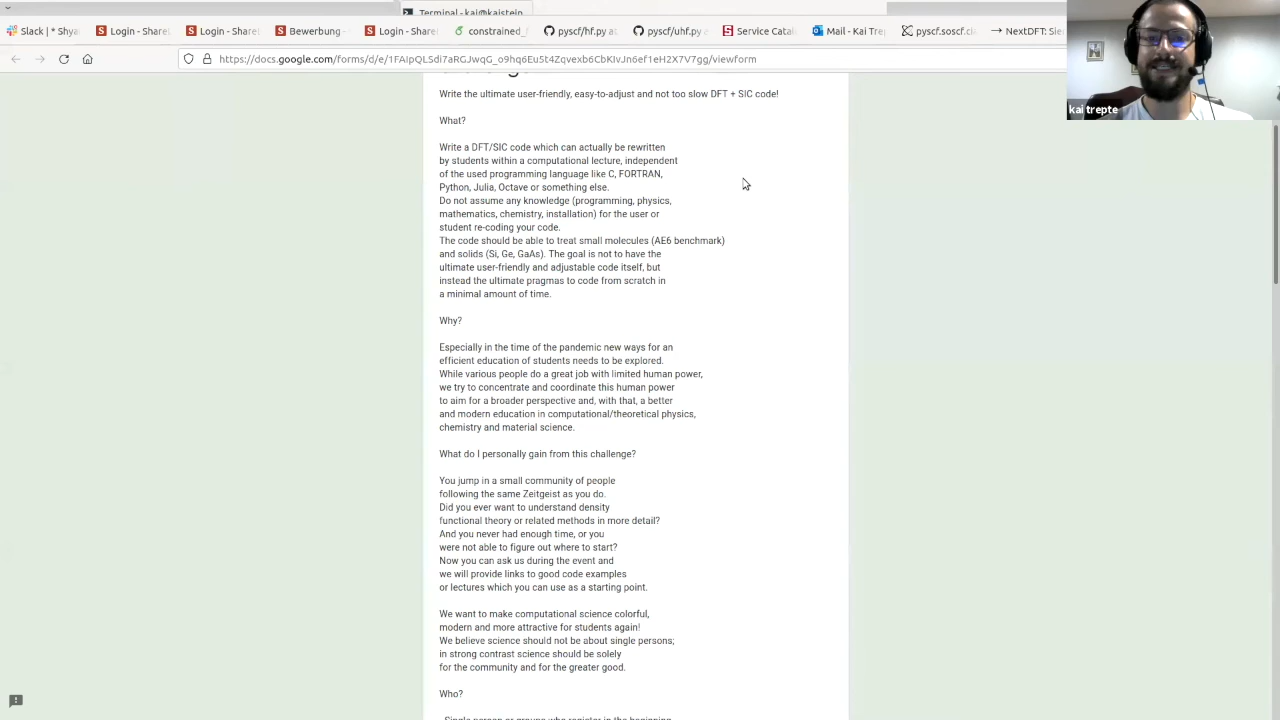 Terminal - kai@kaistein
Slack | * Shya
Login - Share
Login - Share
Bewerbung -
Login - Share
constrained_
pyscf/hf.py at
pyscf/uhf.py
Service Catal
Mail - Kai Trep
pyscf.soscf.ci
NextDFT: Sie
https://docs.google.com/forms/d/e/1FAIpQLSdi7aRGJwqG_o9hq6Eu5t4Zqvexb6CbKIvJn6ef1eH2X7V7gg/viewform
kai trepte
Write the ultimate user-friendly, easy-to-adjust and not too slow DFT + SIC code!
What?
Write a DFT/SIC code which can actually be rewritten
by students within a computational lecture, independent
of the used programming language like C, FORTRAN,
Python, Julia, Octave or something else.
Do not assume any knowledge (programming, physics,
mathematics, chemistry, installation) for the user or
student re-coding your code.
The code should be able to treat small molecules (AE6 benchmark)
and solids (Si, Ge, GaAs). The goal is not to have the
ultimate user-friendly and adjustable code itself, but
instead the ultimate pragmas to code from scratch in
a minimal amount of time.
Why?
Especially in the time of the pandemic new ways for an
efficient education of students needs to be explored.
While various people do a great job with limited human power,
we try to concentrate and coordinate this human power
to aim for a broader perspective and, with that, a better
and modern education in computational/theoretical physics,
chemistry and material science.
What do I personally gain from this challenge?
You jump in a small community of people
following the same Zeitgeist as you do.
Did you ever want to understand density
functional theory or related methods in more detail?
And you never had enough time, or you
were not able to figure out where to start?
Now you can ask us during the event and
we will provide links to good code examples
or lectures which you can use as a starting point.
We want to make computational science colorful,
modern and more attractive for students again!
We believe science should not be about single persons;
in strong contrast science should be solely
for the community and for the greater good.
Who?
- Single person or groups who register in the beginning